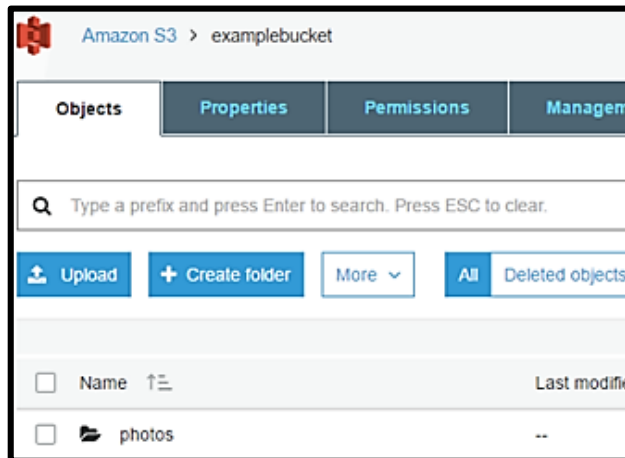 Amazon S3 > examplebucket
Objects Properties Permissions Managem
Type a prefix and press Enter to search. Press ESC to clear.
Upload + Create folder More All Deleted objects
Name Last modifie
photos --